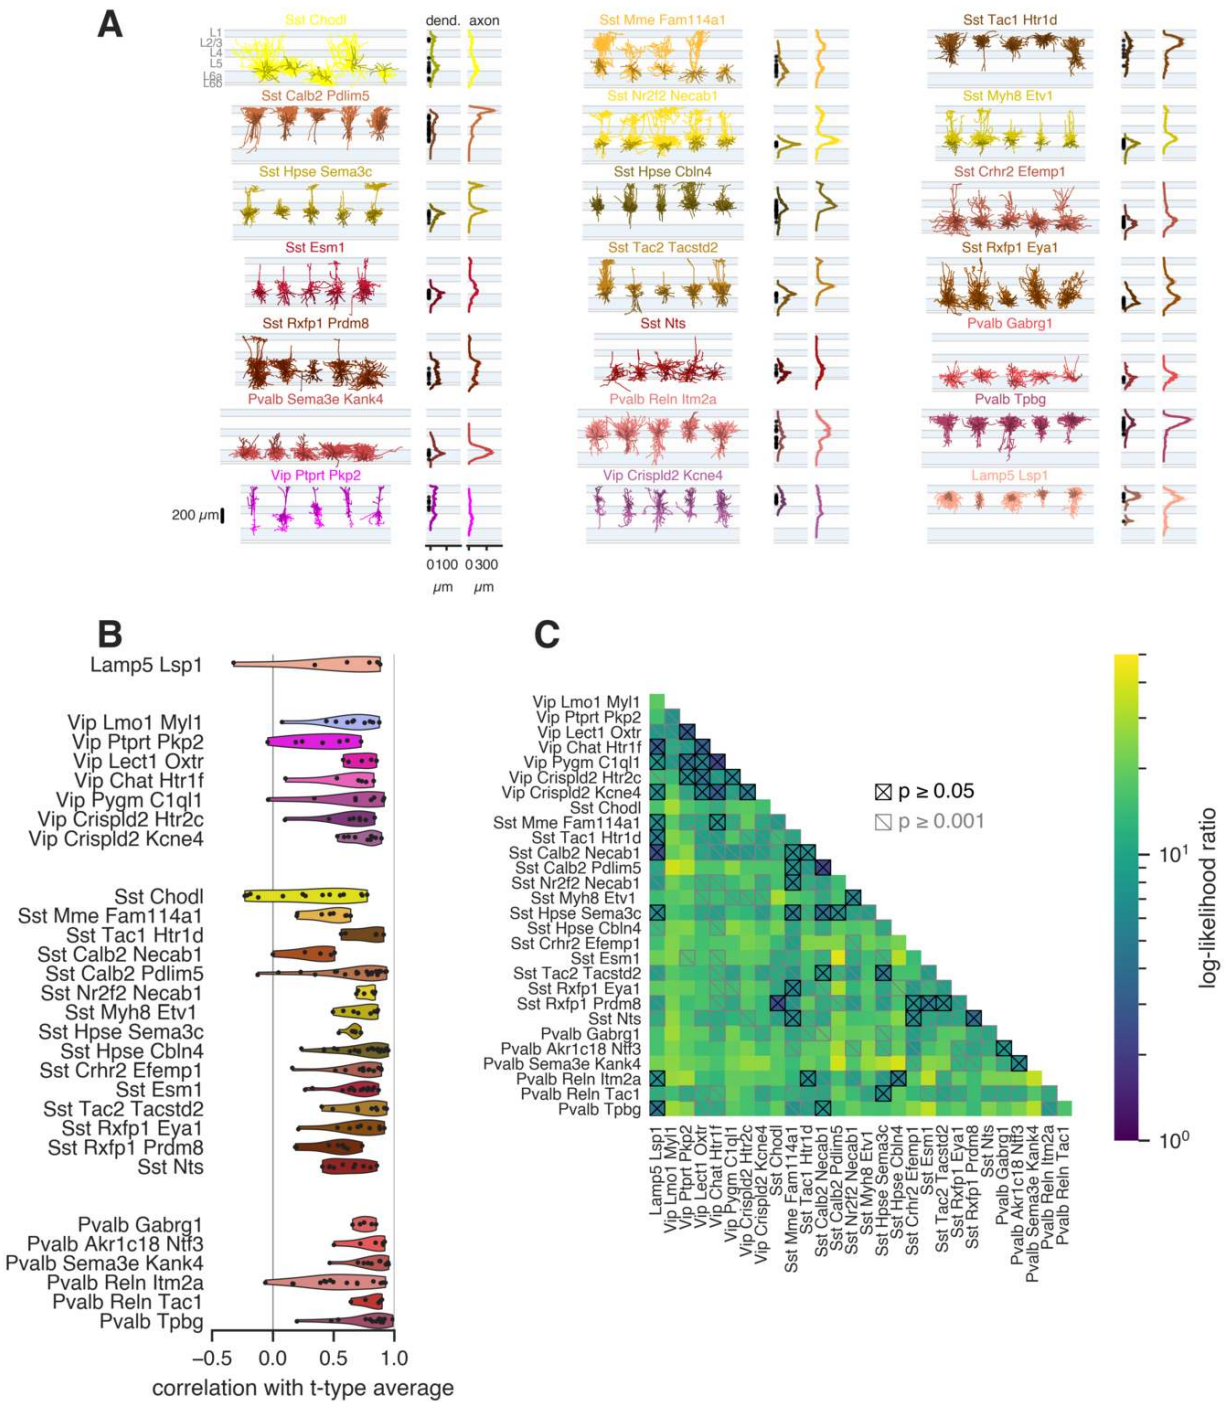 A
Sst Chodl
dend. axon
Sst Mme Fam114a1
Sst Tac1 Htr1d
L1
L2/3
L4
L5
L6a
L6b
Sst Calb2 Pdlim5
Sst Nr2f2 Necab1
Sst Myh8 Etv1
Sst Hpse Sema3c
Sst Hpse Cbln4
Sst Crhr2 Efemp1
Sst Esm1
Sst Tac2 Tacstd2
Sst Rxfp1 Eya1
Sst Rxfp1 Prdm8
Sst Nts
Pvalb Gabrg1
Pvalb Sema3e Kank4
Pvalb Reln Itm2a
Pvalb Tpbg
Vip Ptprt Pkp2
Vip Crispld2 Kcne4
Lamp5 Lsp1
200 µm
0 100 0 300
µm µm
B
Lamp5 Lsp1
Vip Lmo1 Myl1
Vip Ptprt Pkp2
Vip Lect1 Oxtr
Vip Chat Htr1f
Vip Pygm C1ql1
Vip Crispld2 Htr2c
Vip Crispld2 Kcne4
Sst Chodl
Sst Mme Fam114a1
Sst Tac1 Htr1d
Sst Calb2 Necab1
Sst Calb2 Pdlim5
Sst Nr2f2 Necab1
Sst Myh8 Etv1
Sst Hpse Sema3c
Sst Hpse Cbln4
Sst Crhr2 Efemp1
Sst Esm1
Sst Tac2 Tacstd2
Sst Rxfp1 Eya1
Sst Rxfp1 Prdm8
Sst Nts
Pvalb Gabrg1
Pvalb Akr1c18 Ntf3
Pvalb Sema3e Kank4
Pvalb Reln Itm2a
Pvalb Reln Tac1
Pvalb Tpbg
−0.5 0.0 0.5 1.0
correlation with t-type average
C
Vip Lmo1 Myl1
Vip Ptprt Pkp2
Vip Lect1 Oxtr
Vip Chat Htr1f
Vip Pygm C1ql1
Vip Crispld2 Htr2c
Vip Crispld2 Kcne4
Sst Chodl
Sst Mme Fam114a1
Sst Tac1 Htr1d
Sst Calb2 Necab1
Sst Calb2 Pdlim5
Sst Nr2f2 Necab1
Sst Myh8 Etv1
Sst Hpse Sema3c
Sst Hpse Cbln4
Sst Crhr2 Efemp1
Sst Esm1
Sst Tac2 Tacstd2
Sst Rxfp1 Eya1
Sst Rxfp1 Prdm8
Sst Nts
Pvalb Gabrg1
Pvalb Akr1c18 Ntf3
Pvalb Sema3e Kank4
Pvalb Reln Itm2a
Pvalb Reln Tac1
Pvalb Tpbg
Lamp5 Lsp1
Vip Lmo1 Myl1
Vip Ptprt Pkp2
Vip Lect1 Oxtr
Vip Chat Htr1f
Vip Pygm C1ql1
Vip Crispld2 Htr2c
Vip Crispld2 Kcne4
Sst Chodl
Sst Mme Fam114a1
Sst Tac1 Htr1d
Sst Calb2 Necab1
Sst Calb2 Pdlim5
Sst Nr2f2 Necab1
Sst Myh8 Etv1
Sst Hpse Sema3c
Sst Hpse Cbln4
Sst Crhr2 Efemp1
Sst Esm1
Sst Tac2 Tacstd2
Sst Rxfp1 Eya1
Sst Rxfp1 Prdm8
Sst Nts
Pvalb Gabrg1
Pvalb Akr1c18 Ntf3
Pvalb Sema3e Kank4
Pvalb Reln Itm2a
Pvalb Reln Tac1
p ≥ 0.05
p ≥ 0.001
10¹
10⁰
log-likelihood ratio